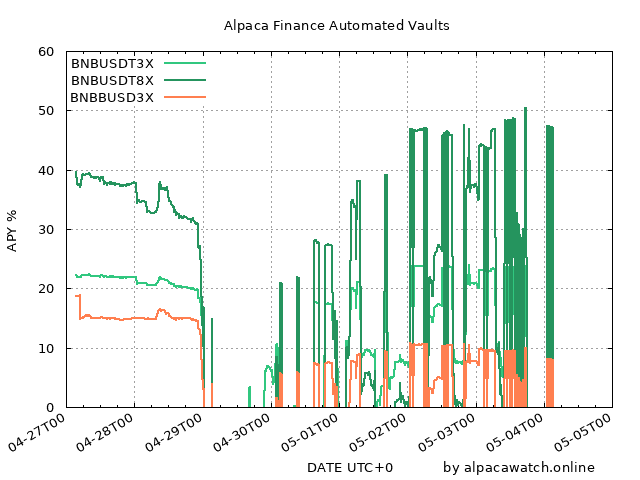 Alpaca Finance Automated Vaults
BNBUSDT3X
BNBUSDT8X
BNBBUSD3X
APY %
60
50
40
30
20
10
0
04-27T00 04-28T00 04-29T00 04-30T00 05-01T00 05-02T00 05-03T00 05-04T00 05-05T00
DATE UTC+0 by alpacawatch.online